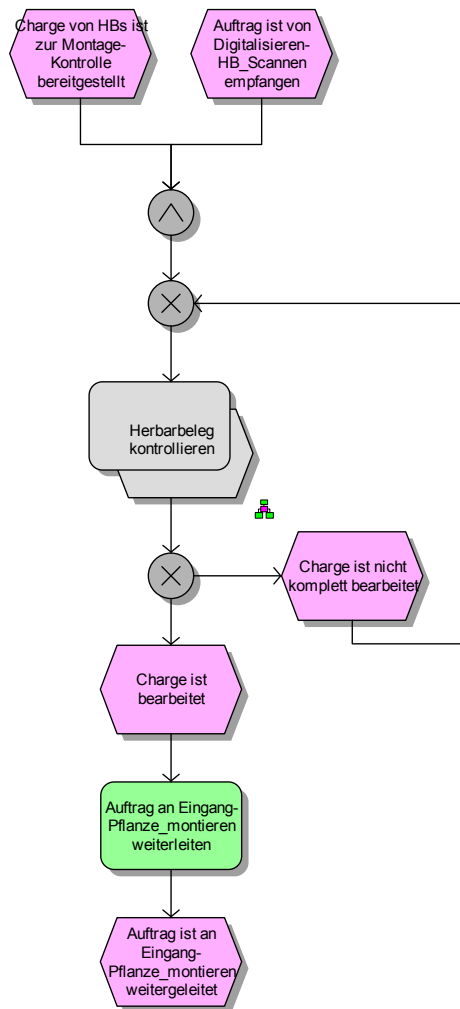 Charge von HBs ist
zur Montage-
Kontrolle
bereitgestellt
Auftrag ist von
Digitalisieren-
HB_Scannen
empfangen
Herbarbeleg
kontrollieren
Charge ist nicht
komplett bearbeitet
Charge ist
bearbeitet
Auftrag an Eingang-
Pflanze_montieren
weiterleiten
Auftrag ist an
Eingang-
Pflanze_montieren
weitergeleitet